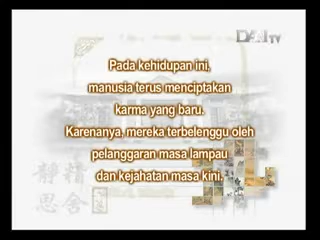 DAAI TV
Pada kehidupan ini,
manusia terus menciptakan
karma yang baru.
Karenanya, mereka terbelenggu oleh
pelanggaran masa lampau
dan kejahatan masa kini.
靜 精
思 舍